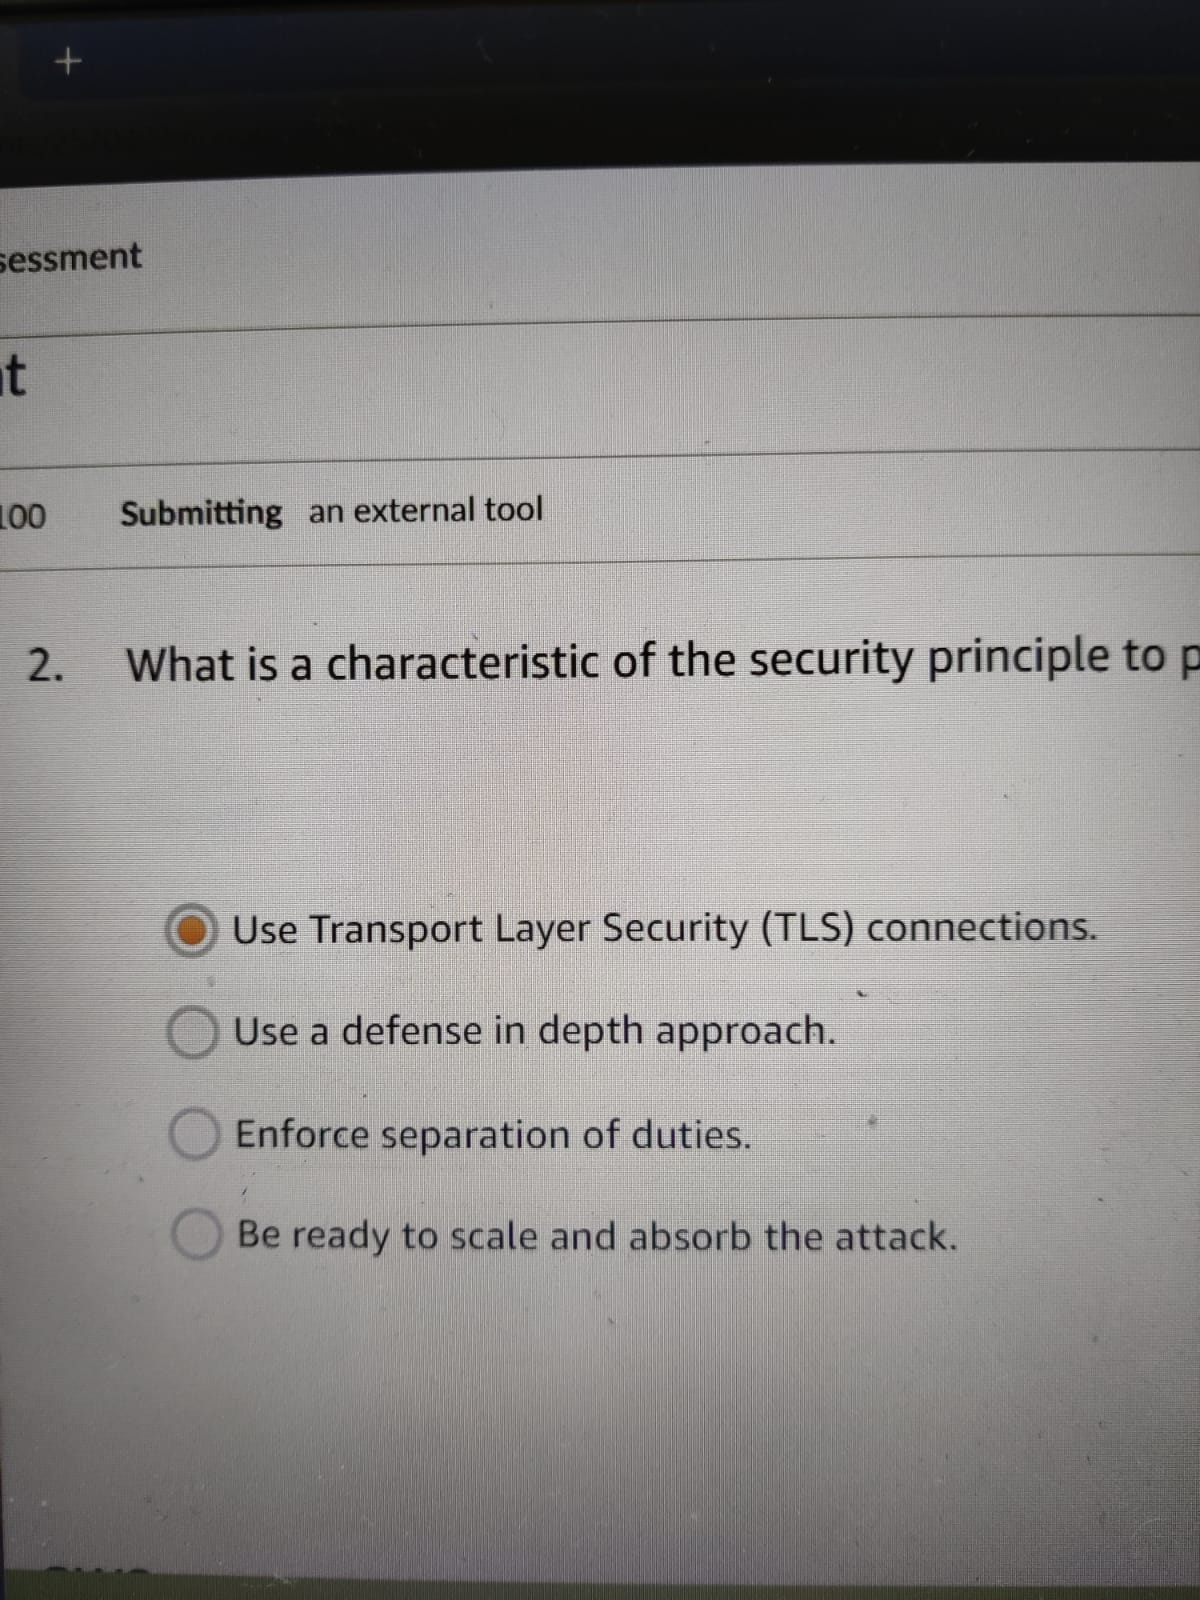 +
sessment
t
100 Submitting an external tool
2. What is a characteristic of the security principle to p
Use Transport Layer Security (TLS) connections.
Use a defense in depth approach.
Enforce separation of duties.
Be ready to scale and absorb the attack.